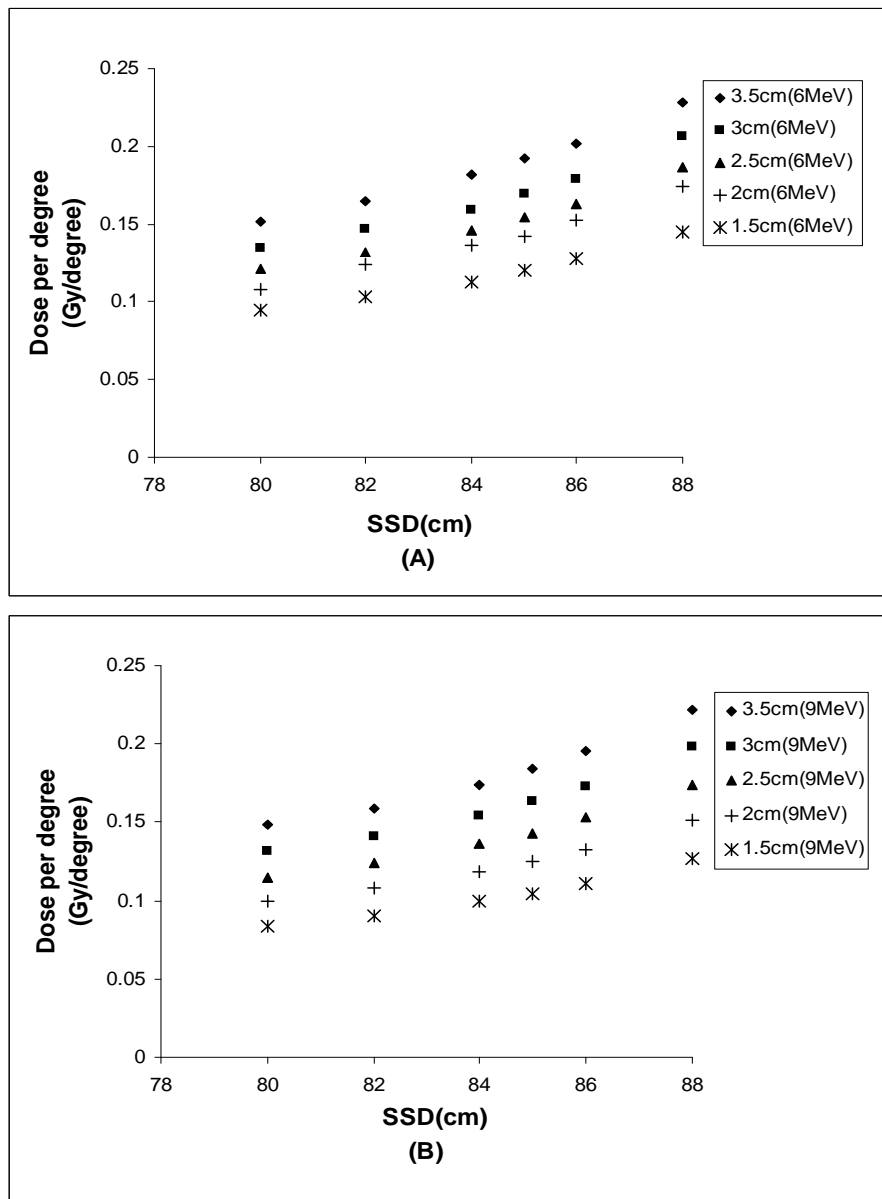 0.25
0.2
0.15
0.1
0.05
0
Dose per degree
(Gy/degree)
78 80 82 84 86 88
SSD(cm)
(A)
3.5cm(6MeV)
3cm(6MeV)
2.5cm(6MeV)
2cm(6MeV)
1.5cm(6MeV)
0.25
0.2
0.15
0.1
0.05
0
Dose per degree
(Gy/degree)
78 80 82 84 86 88
SSD(cm)
(B)
3.5cm(9MeV)
3cm(9MeV)
2.5cm(9MeV)
2cm(9MeV)
1.5cm(9MeV)